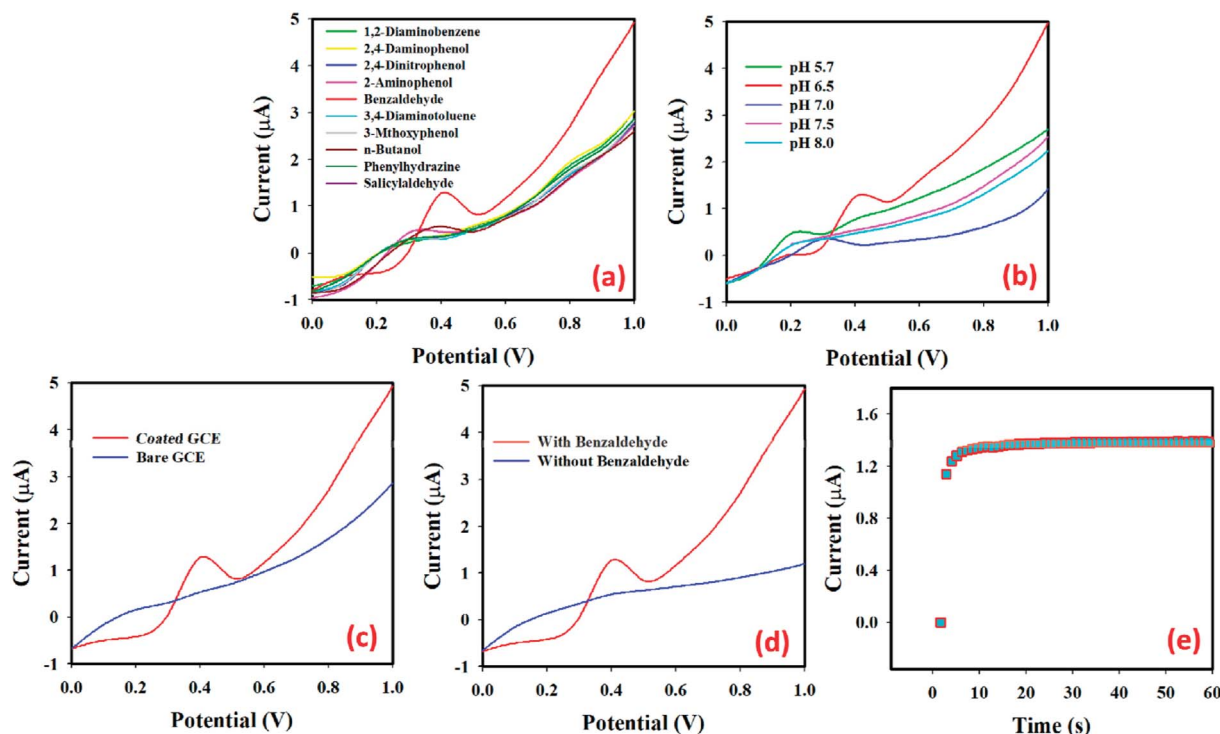 5
4
3
2
1
0
-1
Current (µA)
1,2-Diaminobenzene
2,4-Daminophenol
2,4-Dinitrophenol
2-Aminophenol
Benzaldehyde
3,4-Diaminotoluene
3-Mthoxyphenol
n-Butanol
Phenylhydrazine
Salicylaldehyde
(a)
0.0 0.2 0.4 0.6 0.8 1.0
Potential (V)
5
4
3
2
1
0
-1
Current (µA)
pH 5.7
pH 6.5
pH 7.0
pH 7.5
pH 8.0
(b)
0.0 0.2 0.4 0.6 0.8 1.0
Potential (V)
5
4
3
2
1
0
-1
Current (µA)
Coated GCE
Bare GCE
(c)
0.0 0.2 0.4 0.6 0.8 1.0
Potential (V)
5
4
3
2
1
0
-1
Current (µA)
With Benzaldehyde
Without Benzaldehyde
(d)
0.0 0.2 0.4 0.6 0.8 1.0
Potential (V)
1.6
1.2
0.8
0.4
0.0
Current (µA)
(e)
0 10 20 30 40 50 60
Time (s)